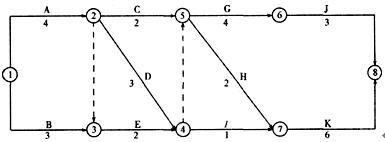 A C G J
② ⑤ ⑥
4 2 4 3
D H
① ⑧
3 2
B E I K
③ ④ ⑦
3 2 1 6